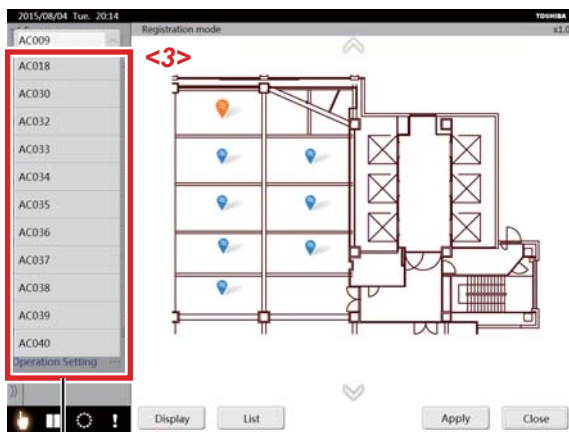 2015/08/04 Tue. 20:14
TOSHIBA
Registration mode
x1.0
AC009
<3>
AC018
AC030
AC032
AC033
AC034
AC035
AC036
AC037
AC038
AC039
AC040
Operation Setting ...
Display
List
Apply
Close